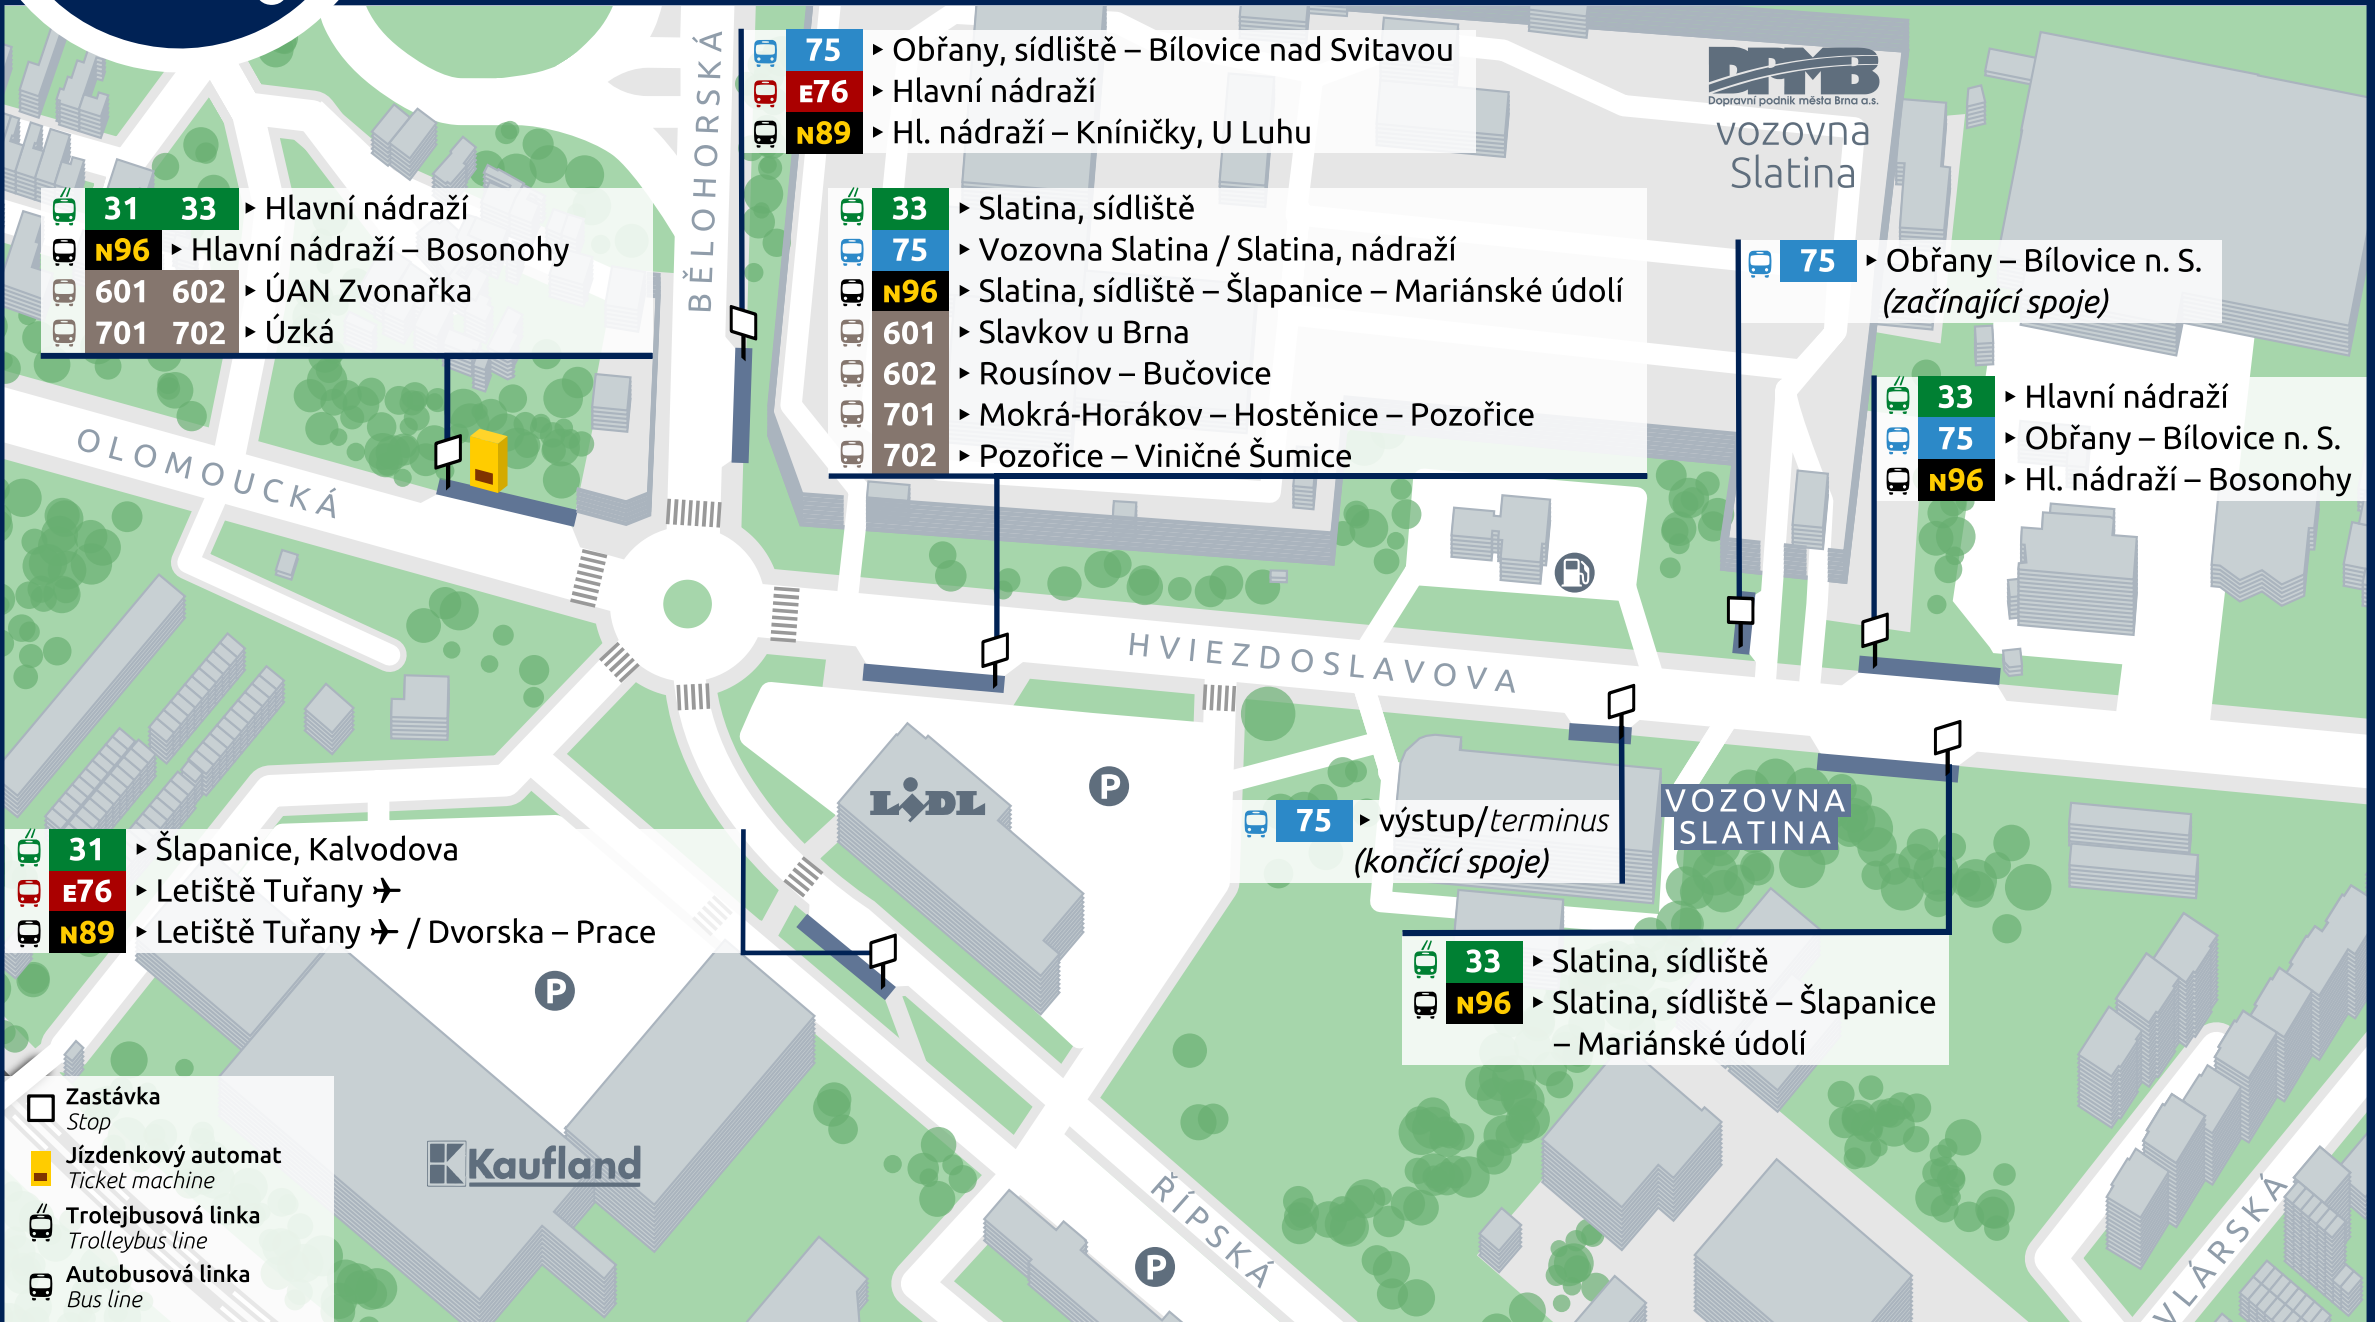 75 ▸ Obřany, sídliště – Bílovice nad Svitavou
E76 ▸ Hlavní nádraží
N89 ▸ Hl. nádraží – Kníničky, U Luhu
BĚLOHORSKÁ
DPMB
Dopravní podnik města Brna a.s.
vozovna
Slatina
31 33 ▸ Hlavní nádraží
N96 ▸ Hlavní nádraží – Bosonohy
601 602 ▸ ÚAN Zvonařka
701 702 ▸ Úzká
33 ▸ Slatina, sídliště
75 ▸ Vozovna Slatina / Slatina, nádraží
N96 ▸ Slatina, sídliště – Šlapanice – Mariánské údolí
601 ▸ Slavkov u Brna
602 ▸ Rousínov – Bučovice
701 ▸ Mokrá-Horákov – Hostěnice – Pozořice
702 ▸ Pozořice – Viničné Šumice
75 ▸ Obřany – Bílovice n. S.
(začínající spoje)
33 ▸ Hlavní nádraží
75 ▸ Obřany – Bílovice n. S.
N96 ▸ Hl. nádraží – Bosonohy
OLOMOUCKÁ
HVIEZDOSLAVOVA
LIDL
P
75 ▸ výstup/terminus
(končící spoje)
VOZOVNA
SLATINA
31 ▸ Šlapanice, Kalvodova
E76 ▸ Letiště Tuřany ✈
N89 ▸ Letiště Tuřany ✈ / Dvorska – Prace
P
33 ▸ Slatina, sídliště
N96 ▸ Slatina, sídliště – Šlapanice
– Mariánské údolí
Zastávka
Stop
Jízdenkový automat
Ticket machine
Trolejbusová linka
Trolleybus line
Autobusová linka
Bus line
Kaufland
ŘÍPSKÁ
P
VLÁRSKÁ